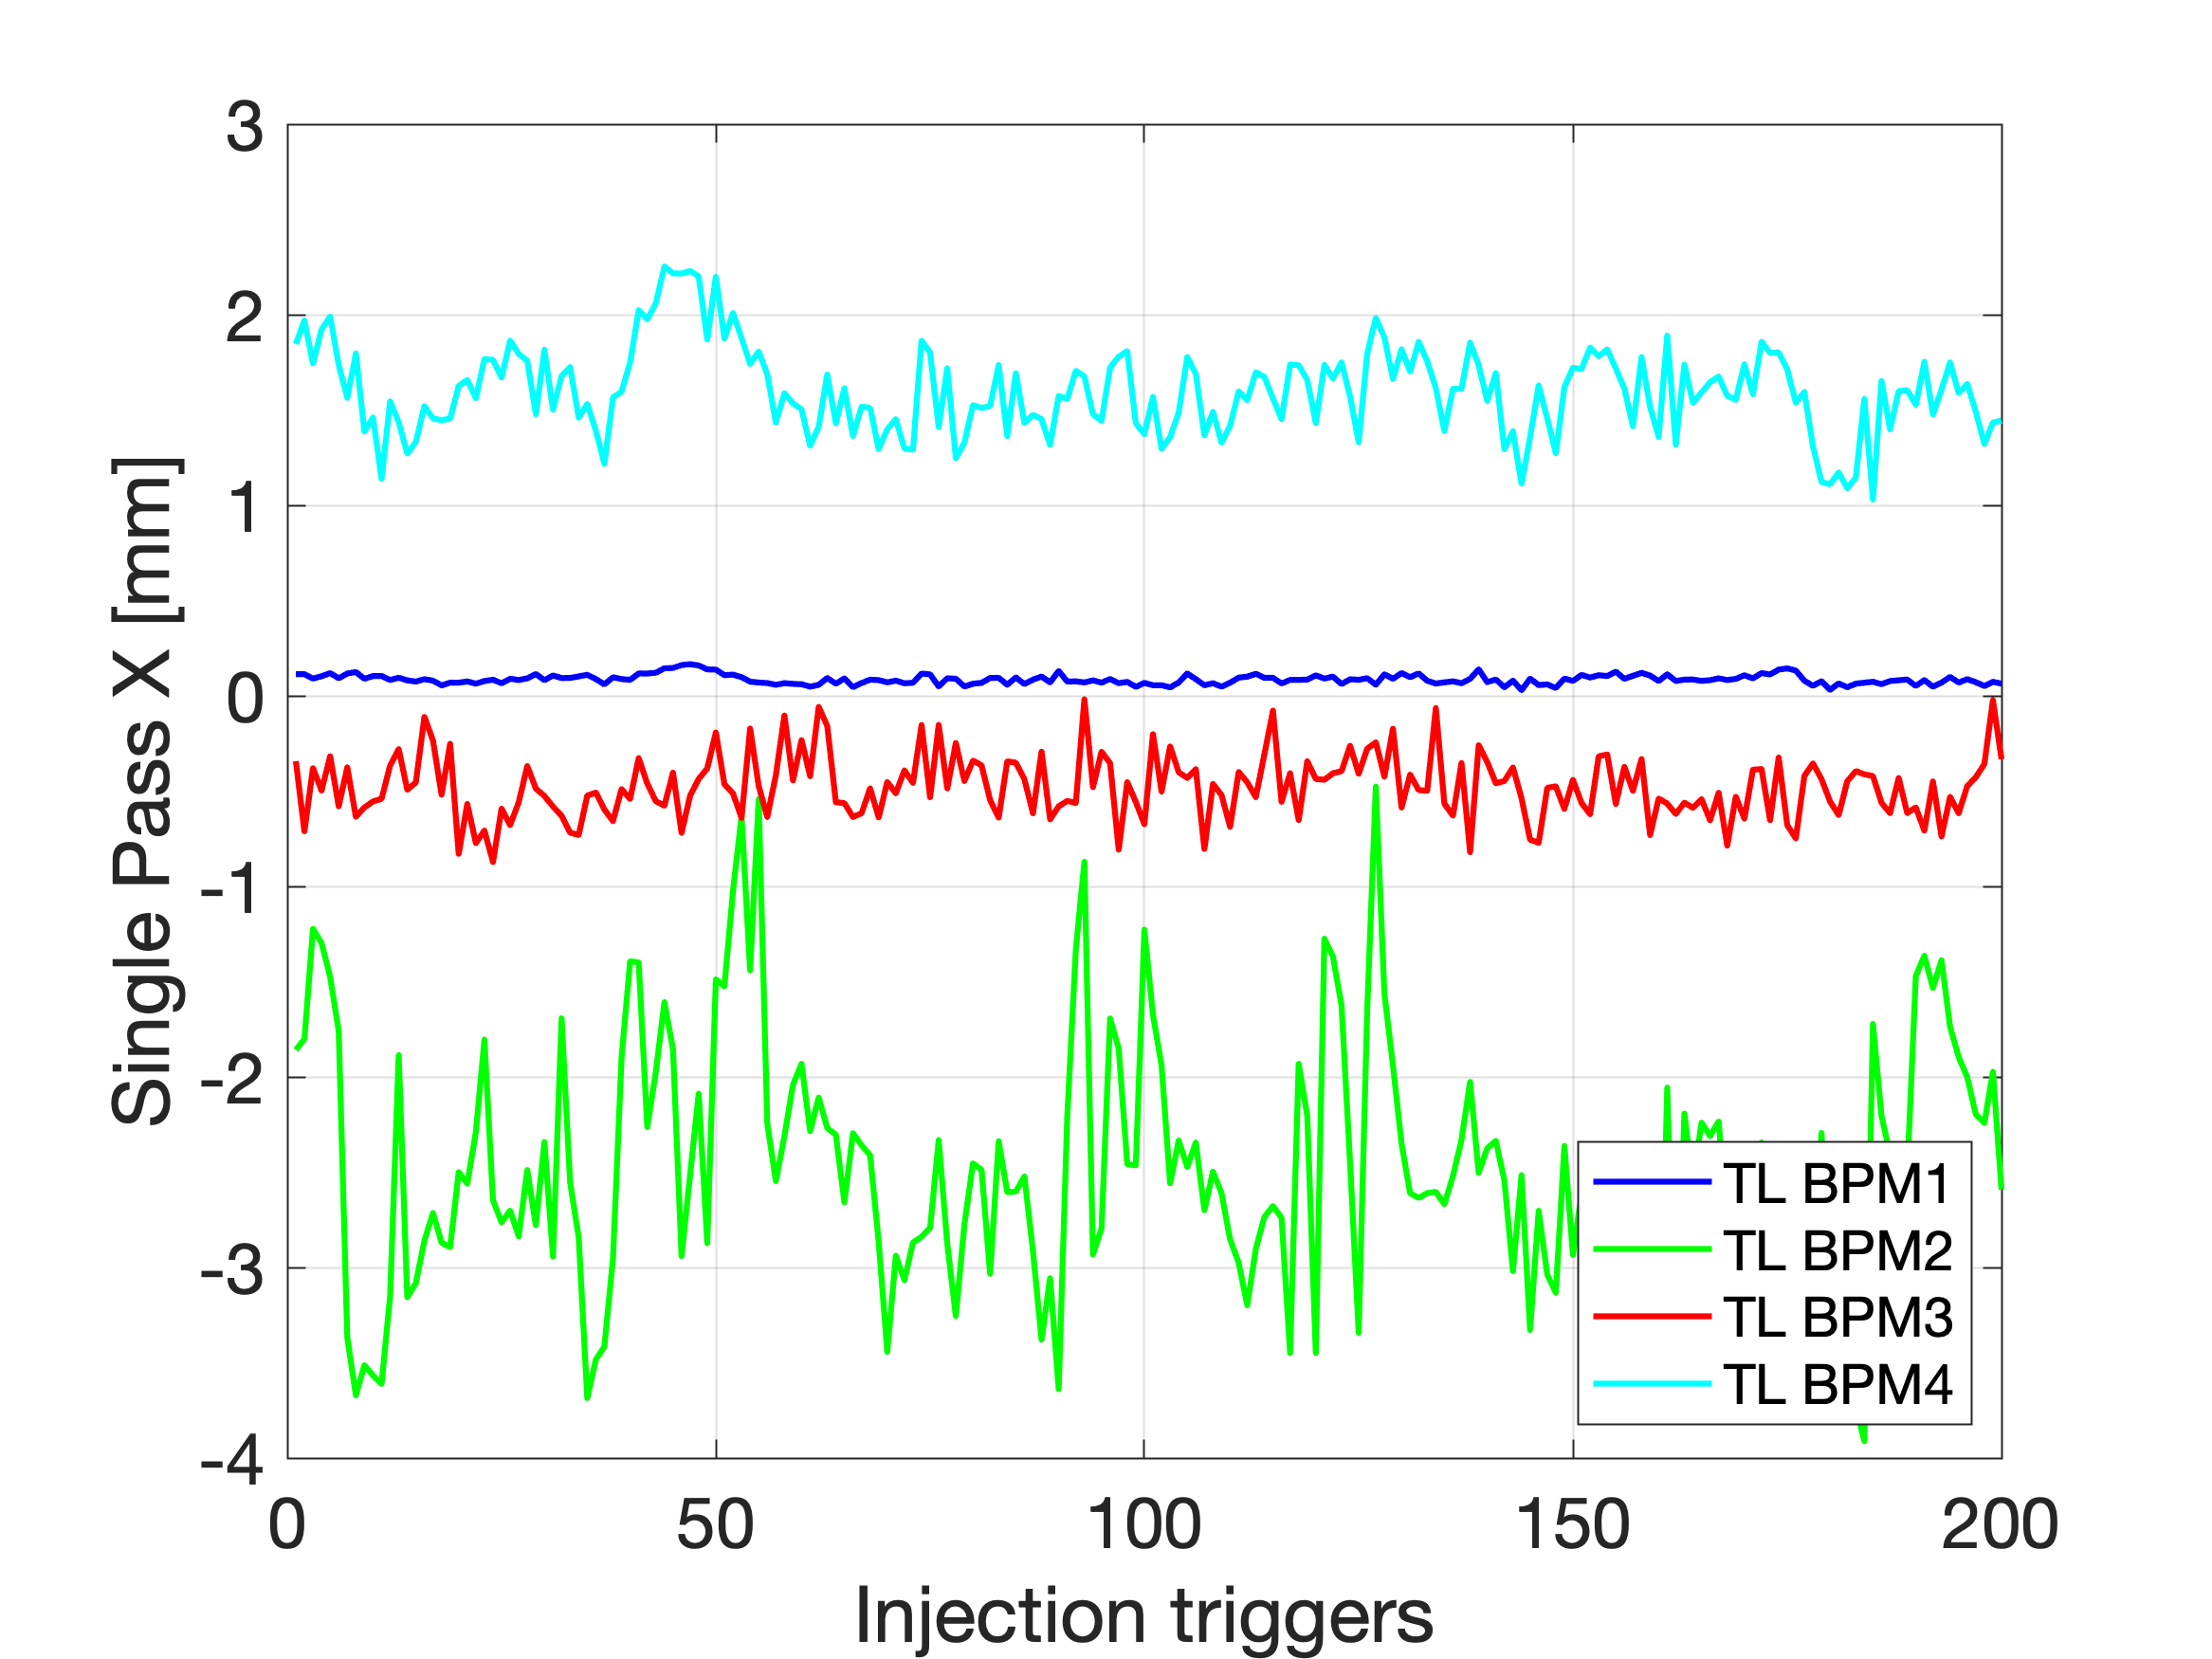 Single Pass X [mm]
3
2
1
0
-1
-2
-3
-4
TL BPM1
TL BPM2
TL BPM3
TL BPM4
0 50 100 150 200
Injection triggers